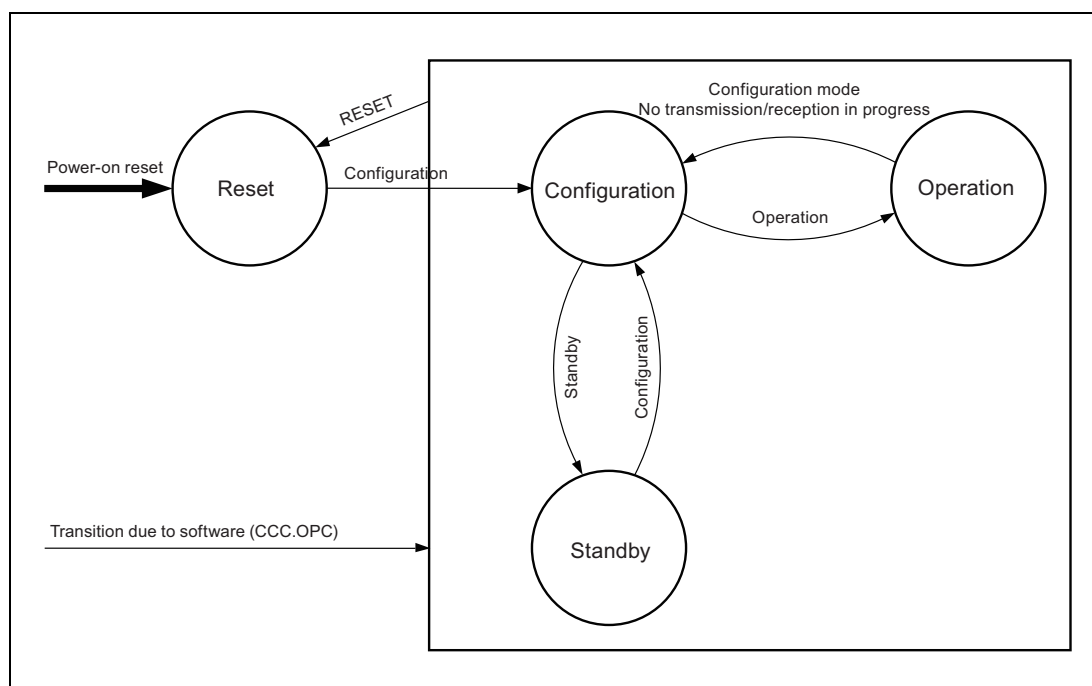 Configuration mode
No transmission/reception in progress
RESET
Power-on reset
Reset
Configuration
Configuration
Operation
Operation
Standby
Configuration
Transition due to software (CCC.OPC)
Standby